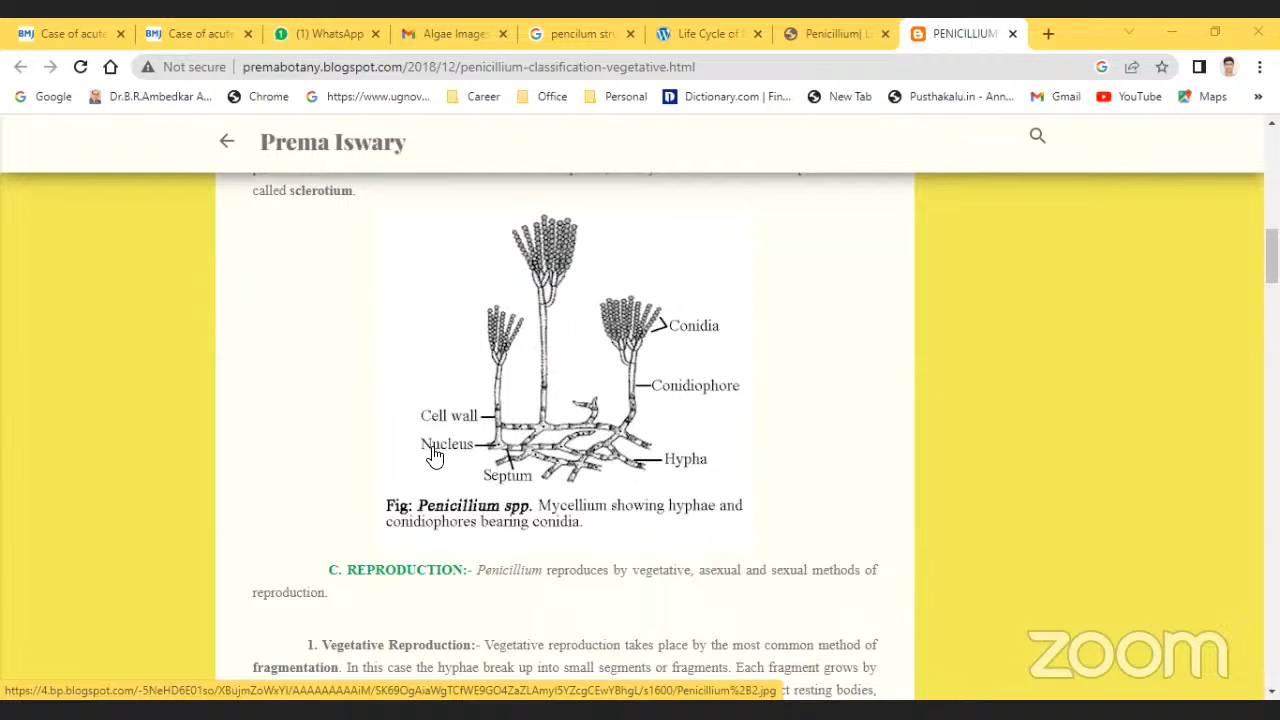 Case of acute
Case of acute
(1) WhatsApp
Algae Images
pencilum stru
Life Cycle of
Penicillium| L
PENICILLIUM
Not secure
premabotany.blogspot.com/2018/12/penicillium-classification-vegetative.html
Google
Dr.B.R.Ambedkar A...
Chrome
https://www.ugnov...
Career
Office
Personal
Dictionary.com | Fin...
New Tab
Pusthakalu.in - Ann...
Gmail
YouTube
Maps
»
Prema Iswary
called sclerotium.
Conidia
Conidiophore
Cell wall
Nucleus
Hypha
Septum
Fig: Penicillium spp. Mycellium showing hyphae and
conidiophores bearing conidia.
C. REPRODUCTION:- Penicillium reproduces by vegetative, asexual and sexual methods of
reproduction.
1. Vegetative Reproduction:- Vegetative reproduction takes place by the most common method of
fragmentation. In this case the hyphae break up into small segments or fragments. Each fragment grows by
ct resting bodies,
zoom